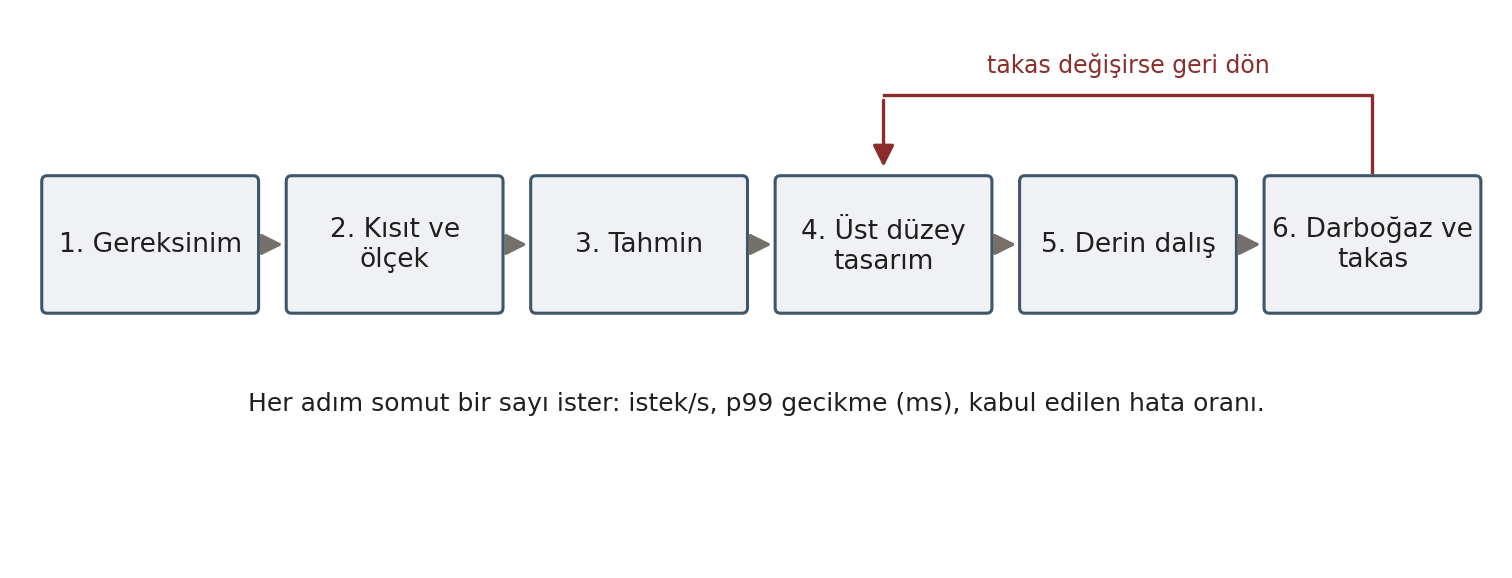 takas değişirse geri dön
1. Gereksinim
2. Kısıt ve
ölçek
3. Tahmin
4. Üst düzey
tasarım
5. Derin dalış
6. Darboğaz ve
takas
Her adım somut bir sayı ister: istek/s, p99 gecikme (ms), kabul edilen hata oranı.